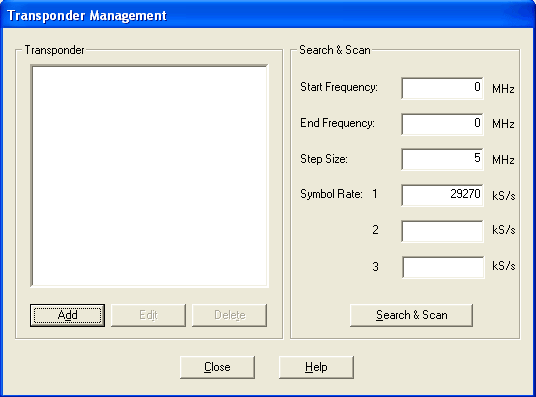 Transponder Management
Transponder
Add
Edit
Delete
Search & Scan
Start Frequency: 0 MHz
End Frequency: 0 MHz
Step Size: 5 MHz
Symbol Rate: 1 29270 kS/s
2 kS/s
3 kS/s
Search & Scan
Close
Help